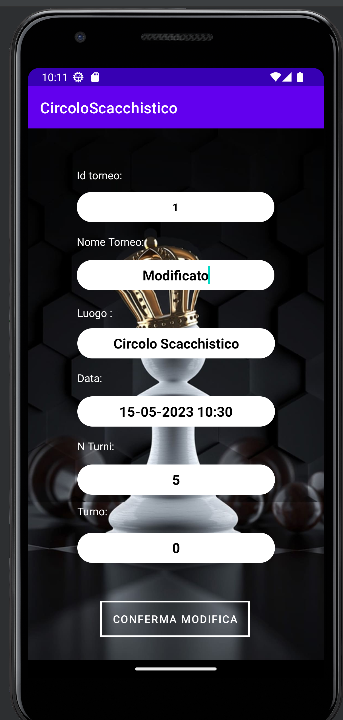 10:11
CircoloScacchistico
Id torneo:
1
Nome Torneo:
Modificato
Luogo :
Circolo Scacchistico
Data:
15-05-2023 10:30
N Turni:
5
Turno:
0
CONFERMA MODIFICA